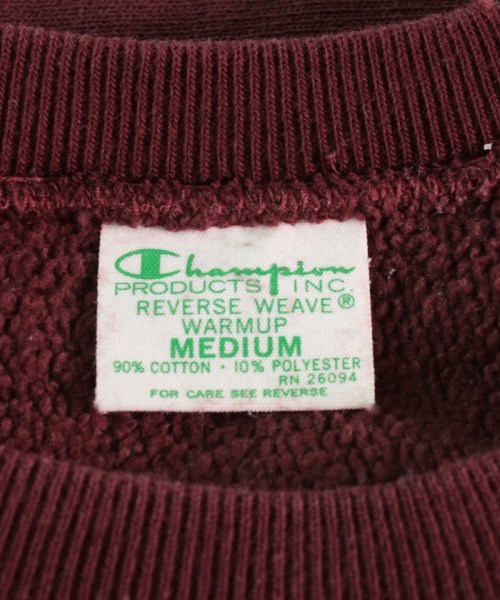 Champion
PRODUCTS INC.
REVERSE WEAVE®
WARMUP
MEDIUM
90% COTTON · 10% POLYESTER
RN 26094
FOR CARE SEE REVERSE